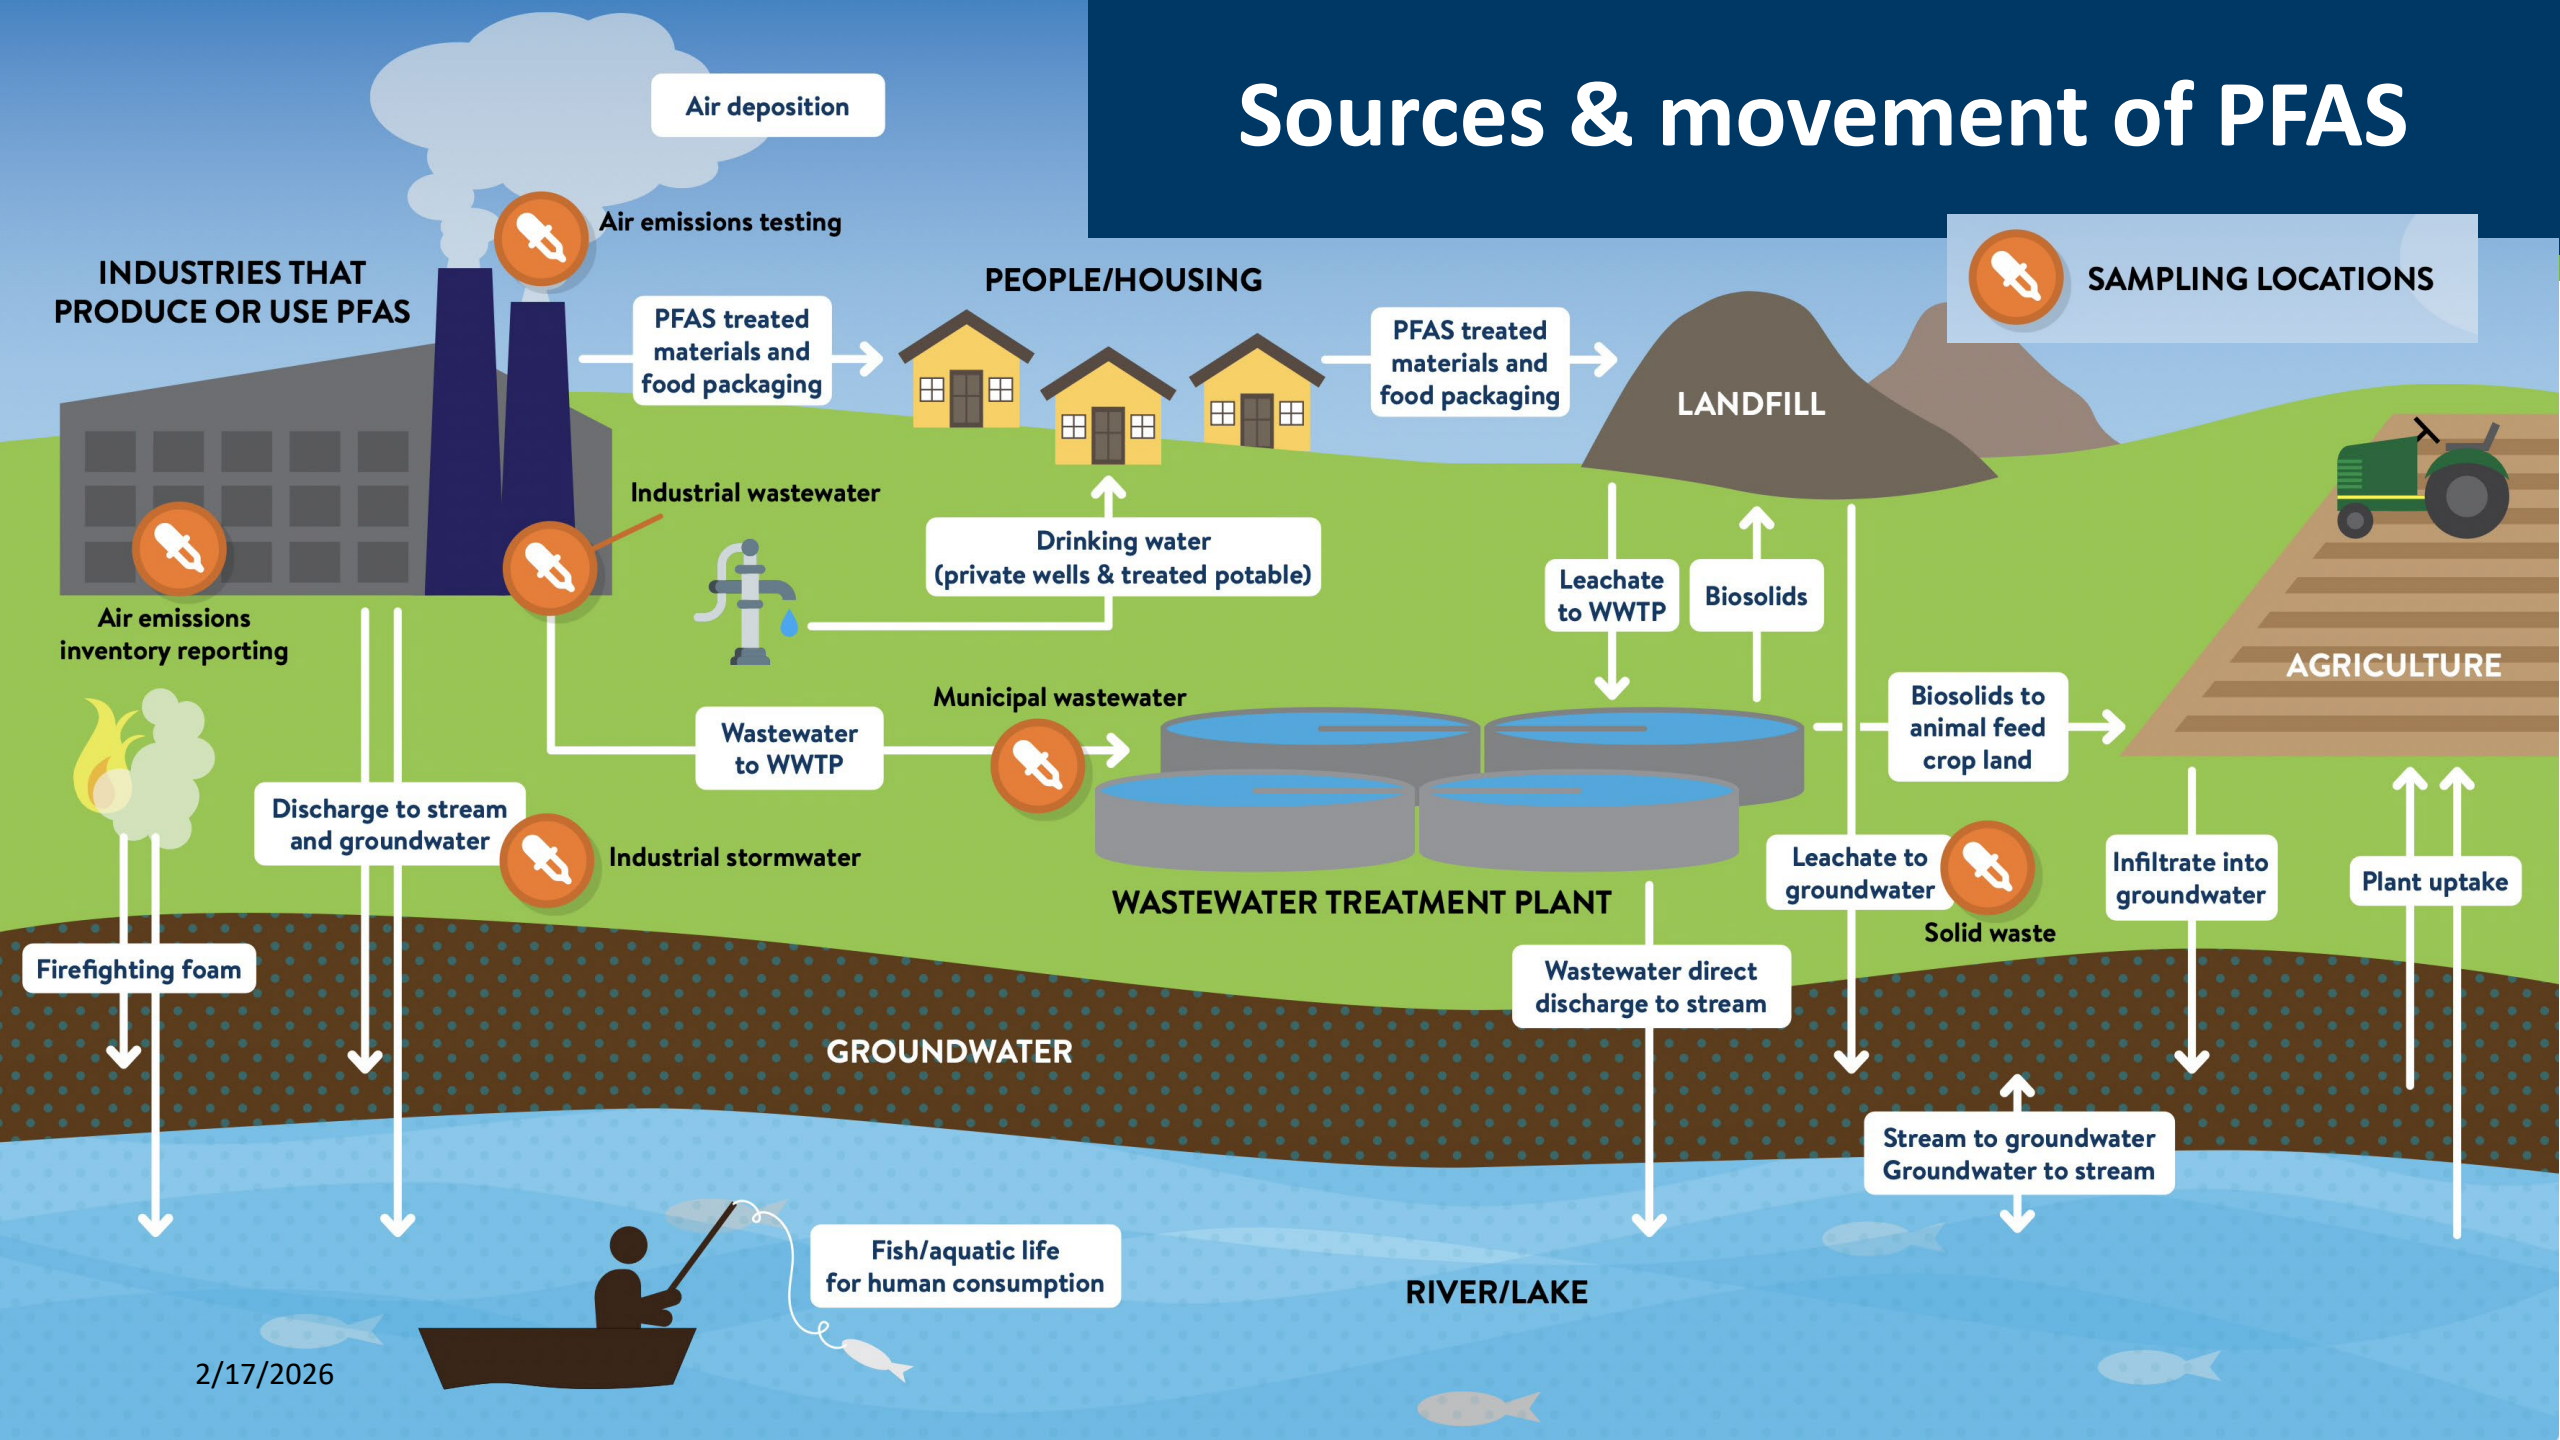 Sources & movement of PFAS
Air deposition
Air emissions testing
SAMPLING LOCATIONS
INDUSTRIES THAT
PRODUCE OR USE PFAS
PEOPLE/HOUSING
PFAS treated
materials and
food packaging
PFAS treated
materials and
food packaging
LANDFILL
Industrial wastewater
Drinking water
(private wells & treated potable)
Leachate
to WWTP
Biosolids
Air emissions
inventory reporting
AGRICULTURE
Municipal wastewater
Wastewater
to WWTP
Biosolids to
animal feed
crop land
Discharge to stream
and groundwater
Industrial stormwater
WASTEWATER TREATMENT PLANT
Leachate to
groundwater
Solid waste
Infiltrate into
groundwater
Plant uptake
Firefighting foam
Wastewater direct
discharge to stream
GROUNDWATER
Stream to groundwater
Groundwater to stream
Fish/aquatic life
for human consumption
RIVER/LAKE
2/17/2026